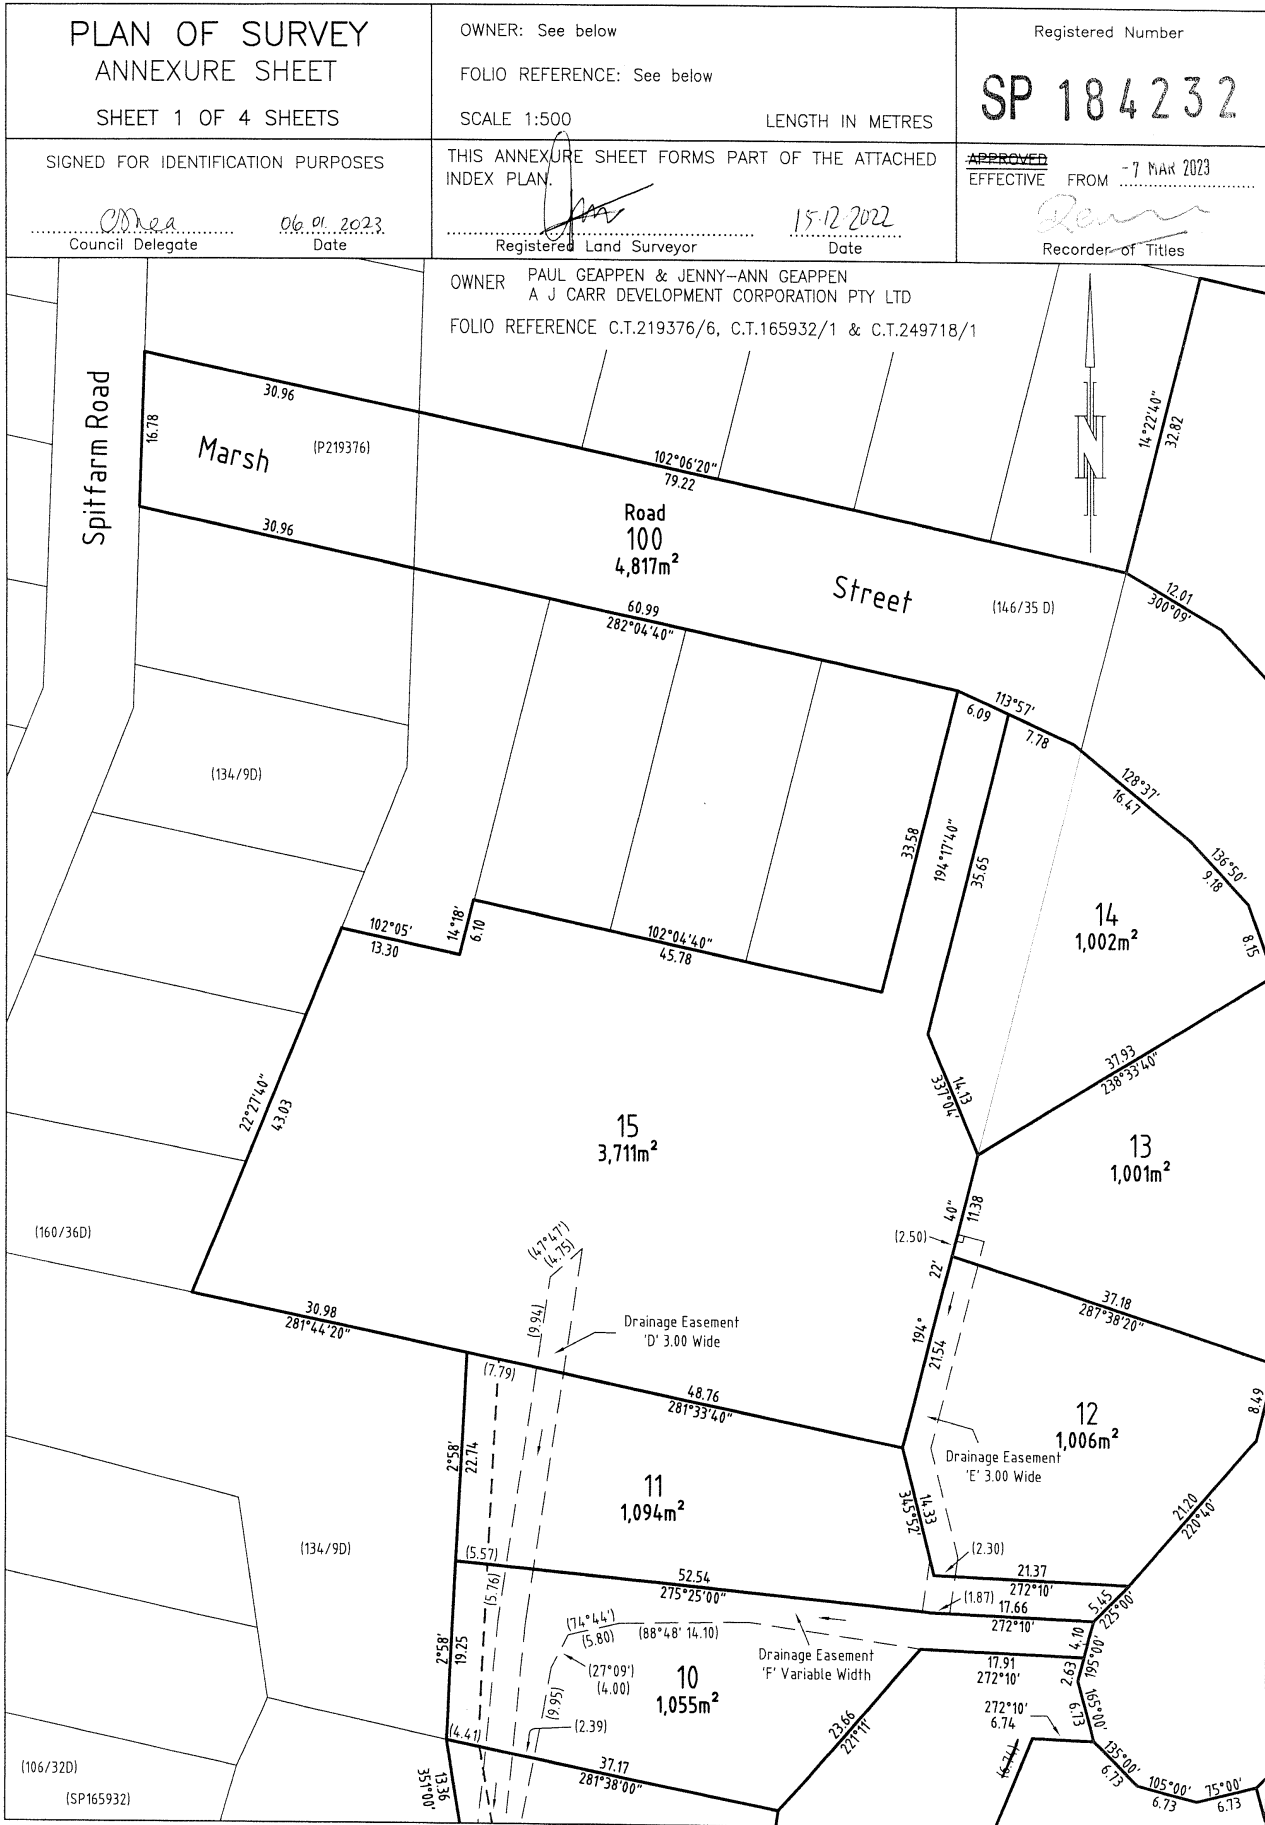 PLAN OF SURVEY
ANNEXURE SHEET
SHEET 1 OF 4 SHEETS
OWNER: See below
FOLIO REFERENCE: See below
SCALE 1:500
LENGTH IN METRES
Registered Number
SP 184232
SIGNED FOR IDENTIFICATION PURPOSES
06.01.2023
Council Delegate
Date
THIS ANNEXURE SHEET FORMS PART OF THE ATTACHED
INDEX PLAN.
15-12-2022
Registered Land Surveyor
Date
APPROVED
EFFECTIVE FROM -7 MAR 2023
Recorder of Titles
OWNER PAUL GEAPPEN & JENNY-ANN GEAPPEN
A J CARR DEVELOPMENT CORPORATION PTY LTD
FOLIO REFERENCE C.T.219376/6, C.T.165932/1 & C.T.249718/1
Spitfarm Road
16.78
30.96
Marsh
(P219376)
30.96
102°06'20"
79.22
Road
100
4,817m²
Street
(146/35 D)
N
14°22'40"
32.82
12.01
300°09'
60.99
282°04'40"
113°57'
6.09
7.78
128°37'
16.47
136°50'
9.18
8.15
(134/9D)
33.58
194°17'40"
35.65
14
1,002m²
102°05'
13.30
14°18'
6.10
102°04'40"
45.78
37.93
238°33'40"
14.13
337°04'
22°27'40"
43.03
15
3,711m²
13
1,001m²
(160/36D)
(2.50)
194° 22' 40"
11.38
21.54
(47°47')
(4.75)
(9.94)
Drainage Easement
'D' 3.00 Wide
30.98
281°44'20"
37.18
287°38'20"
(7.79)
48.76
281°33'40"
8.49
12
1,006m²
Drainage Easement
'E' 3.00 Wide
2°58'
22.74
11
1,094m²
14.33
345°52'
21.20
220°40'
(134/9D)
(5.57)
(5.76)
52.54
275°25'00"
(2.30)
21.37
272°10'
(1.87)
17.66
272°10'
5.45
225°00'
(74°44')
(5.80)
(88°48' 14.10)
Drainage Easement
'F' Variable Width
4.10
195°00'
2.63
2°58'
19.25
(27°09')
(4.00)
(9.95)
10
1,055m²
17.91
272°10'
165°00'
6.73
272°10'
6.74
(6.74)
23.66
221°11'
(4.41)
(2.39)
37.17
281°38'00"
135°00'
6.73
105°00'
6.73
75°00'
6.73
(106/32D)
(SP165932)
13.36
351°00'